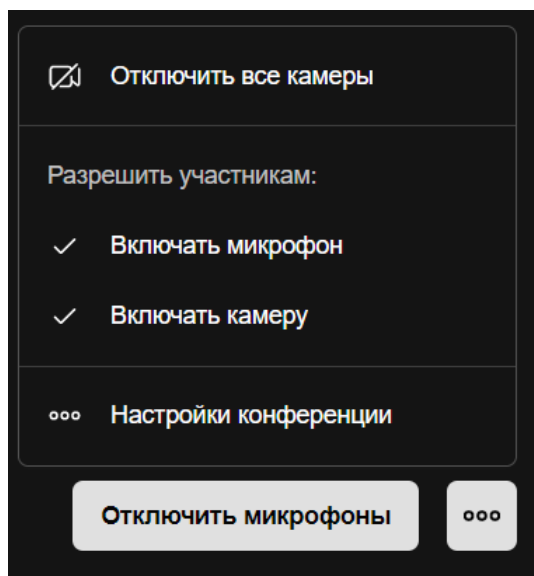 Отключить все камеры
Разрешить участникам:
Включать микрофон
Включать камеру
Настройки конференции
Отключить микрофоны